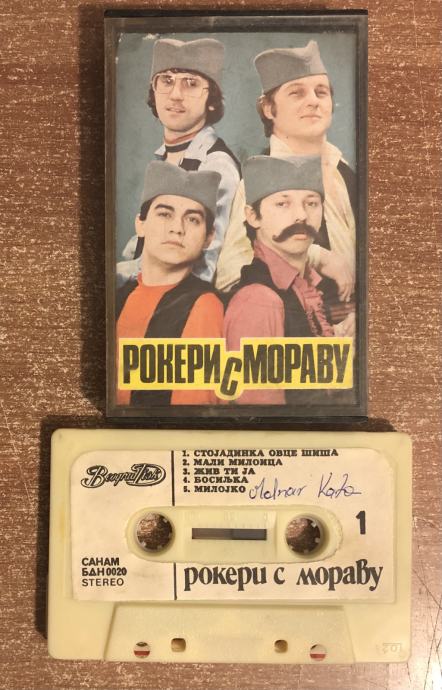 РОКЕРИ С МОРАВУ
1. СТОЈАДИНКА ОВЦЕ ШИША
2. МАЛИ МИЛОИЦА
3. ЖИВ ТИ ЈА
4. БОСИЉКА
5. МИЛОЈКО
САНАМ
БДН 0020
STEREO
1
рокери с мораву